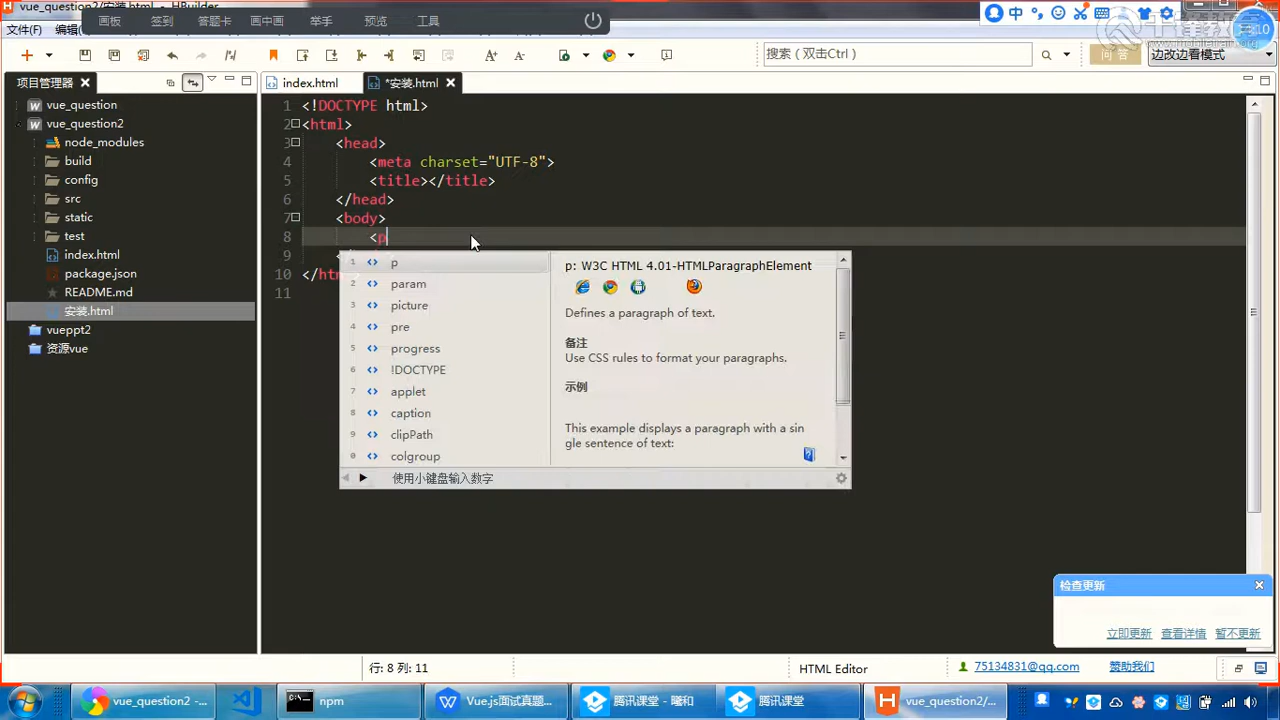 vue_question2/安装.html - HBuilder
画板 签到 答题卡 画中画 举手 预览 工具
中
10
文件(F) 编辑(
千锋教育
www.mobiletrain.org
搜索（双击Ctrl）
问 答
边改边看模式
项目管理器
index.html
*安装.html
vue_question
vue_question2
node_modules
build
config
src
static
test
index.html
package.json
README.md
安装.html
vueppt2
资源vue
1 <!DOCTYPE html>
2 <html>
3 <head>
4 <meta charset="UTF-8">
5 <title></title>
6 </head>
7 <body>
8 <p
9 <
10 </htm
11
1 p
2 param
3 picture
4 pre
5 progress
6 !DOCTYPE
7 applet
8 caption
9 clipPath
0 colgroup
使用小键盘输入数字
p: W3C HTML 4.01-HTMLParagraphElement
Defines a paragraph of text.
备注
Use CSS rules to format your paragraphs.
示例
This example displays a paragraph with a sin
gle sentence of text:
检查更新
立即更新 查看详情 暂不更新
行: 8 列: 11
HTML Editor
75134831@qq.com
赞助我们
vue_question2 -...
npm
Vue.js面试真题...
腾讯课堂 - 曦和
腾讯课堂
vue_question2/...